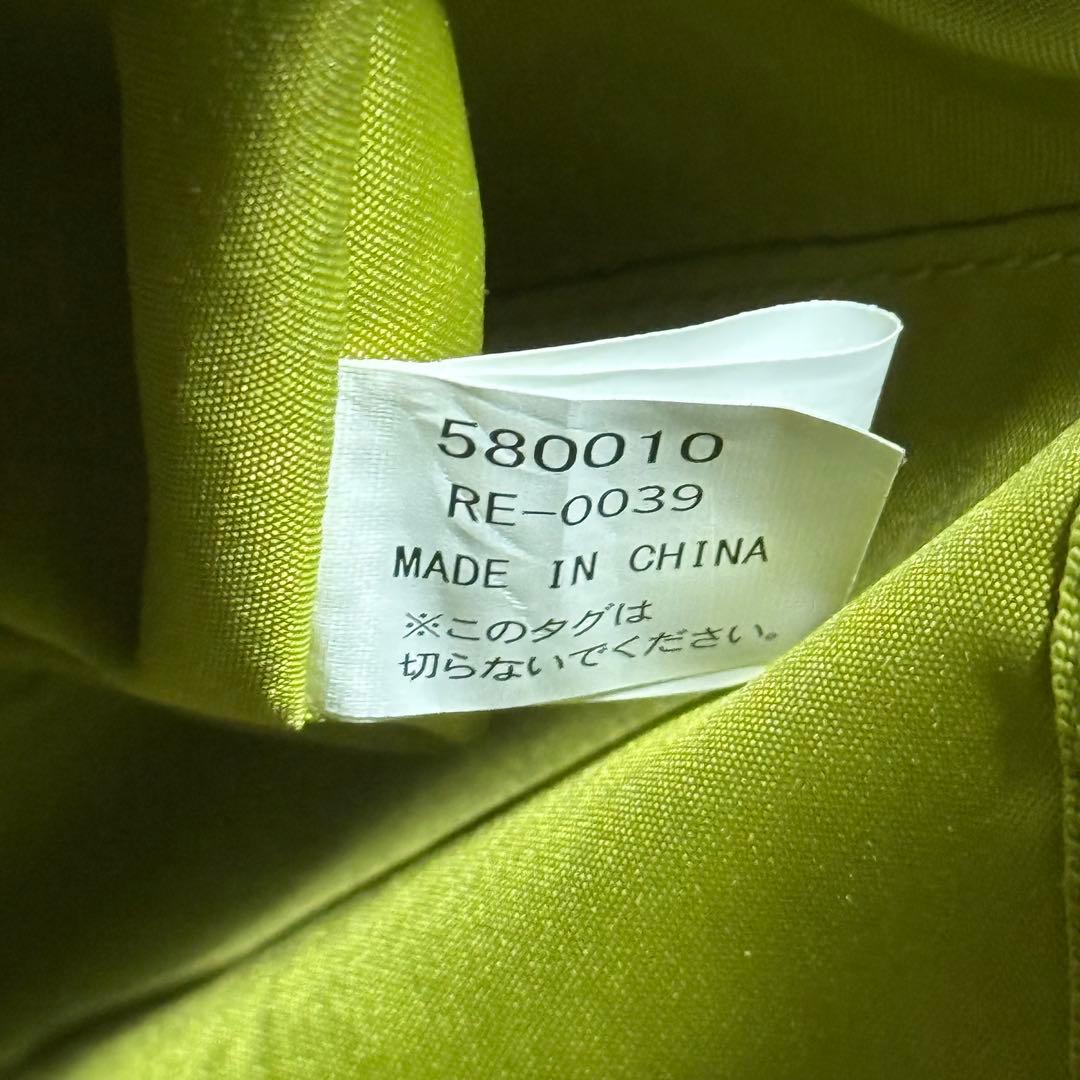 580010
RE-0039
MADE IN CHINA
※このタグは
切らないでください。